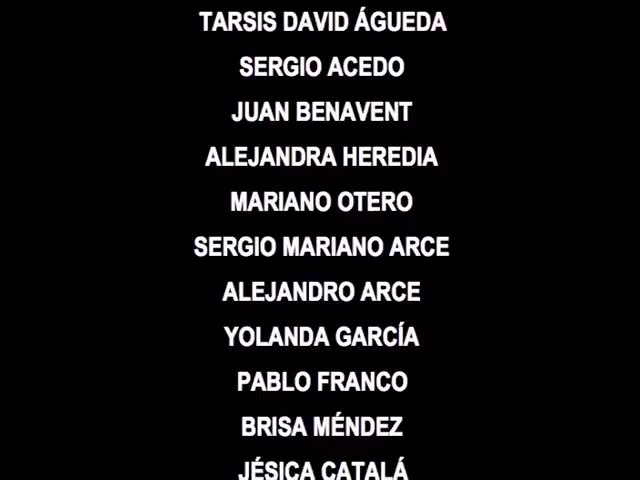 TARSIS DAVID ÁGUEDA
SERGIO ACEDO
JUAN BENAVENT
ALEJANDRA HEREDIA
MARIANO OTERO
SERGIO MARIANO ARCE
ALEJANDRO ARCE
YOLANDA GARCÍA
PABLO FRANCO
BRISA MÉNDEZ
JÉSICA CATALÁ